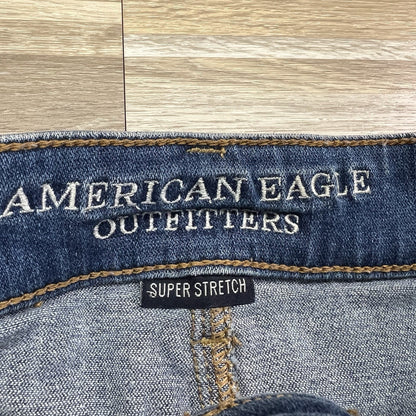 AMERICAN EAGLE
OUTFITTERS
SUPER STRETCH